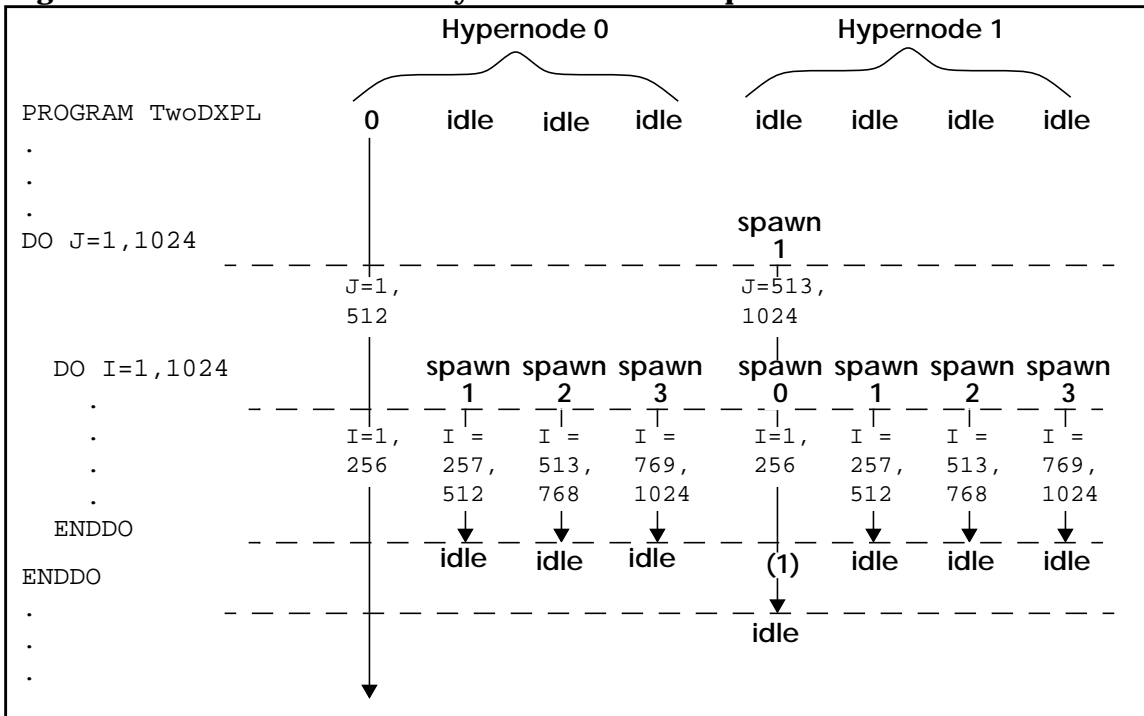 Hypernode 0 Hypernode 1
PROGRAM TwoDXPL 0 idle idle idle idle idle idle idle
.
.
.
spawn
DO J=1,1024 1
J=1, J=513,
512 1024
DO I=1,1024 spawn spawn spawn spawn spawn spawn spawn
. 1 2 3 0 1 2 3
. I=1, I = I = I = I=1, I = I = I =
. 256 257, 513, 769, 256 257, 513, 769,
. 512 768 1024 512 768 1024
ENDDO
idle idle idle (1) idle idle idle
ENDDO
.
idle
.
.